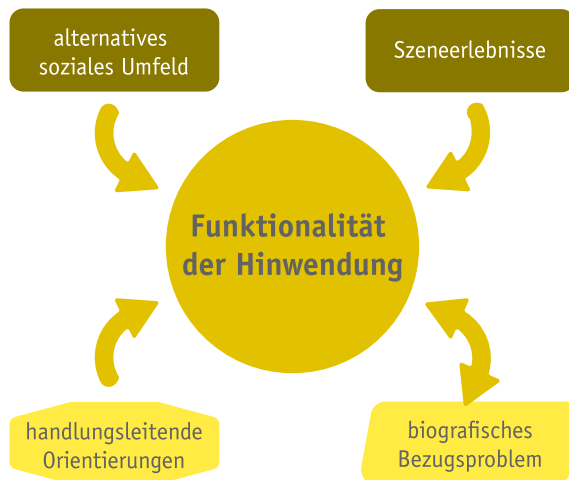 alternatives
soziales Umfeld
Szeneerlebnisse
Funktionalität
der Hinwendung
handlungsleitende
Orientierungen
biografisches
Bezugsproblem